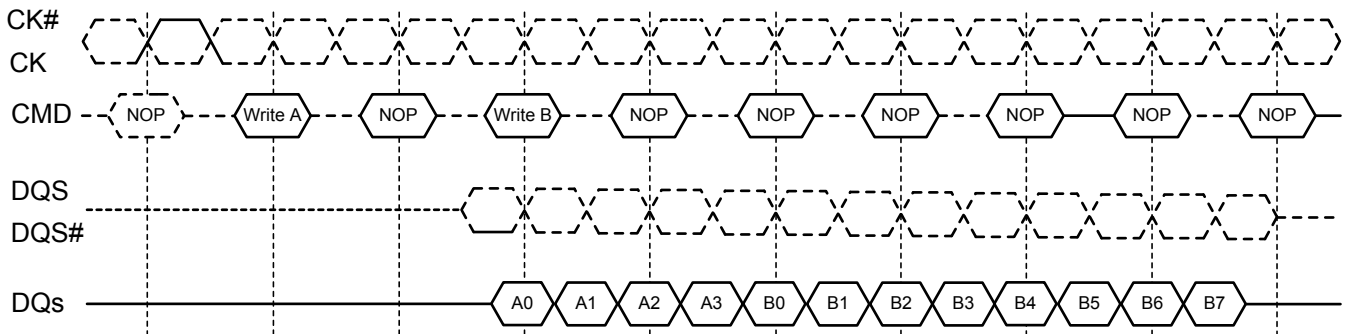 CK#
CK
CMD NOP Write A NOP Write B NOP NOP NOP NOP NOP NOP
DQS
DQS#
DQs A0 A1 A2 A3 B0 B1 B2 B3 B4 B5 B6 B7